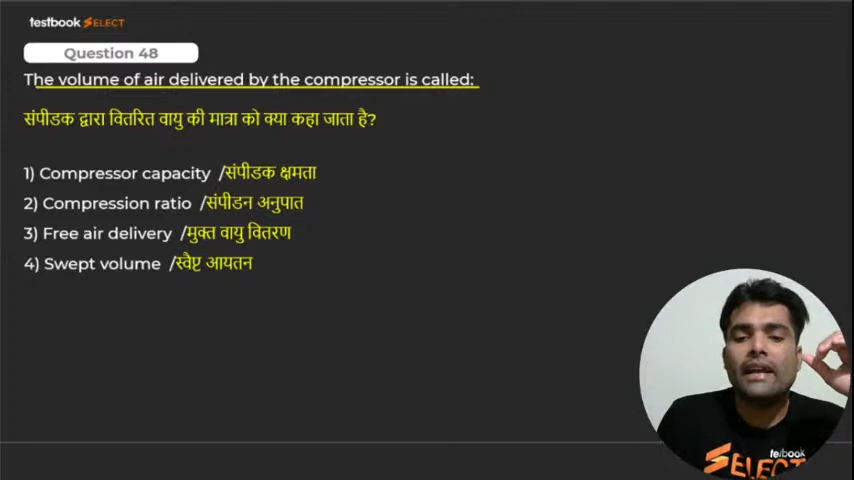 testbook SELECT
Question 48
The volume of air delivered by the compressor is called:
संपीडक द्वारा वितरित वायु की मात्रा को क्या कहा जाता है?
1) Compressor capacity /संपीडक क्षमता
2) Compression ratio /संपीडन अनुपात
3) Free air delivery /मुक्त वायु वितरण
4) Swept volume /स्वैप्ट आयतन
testbook
SELECT